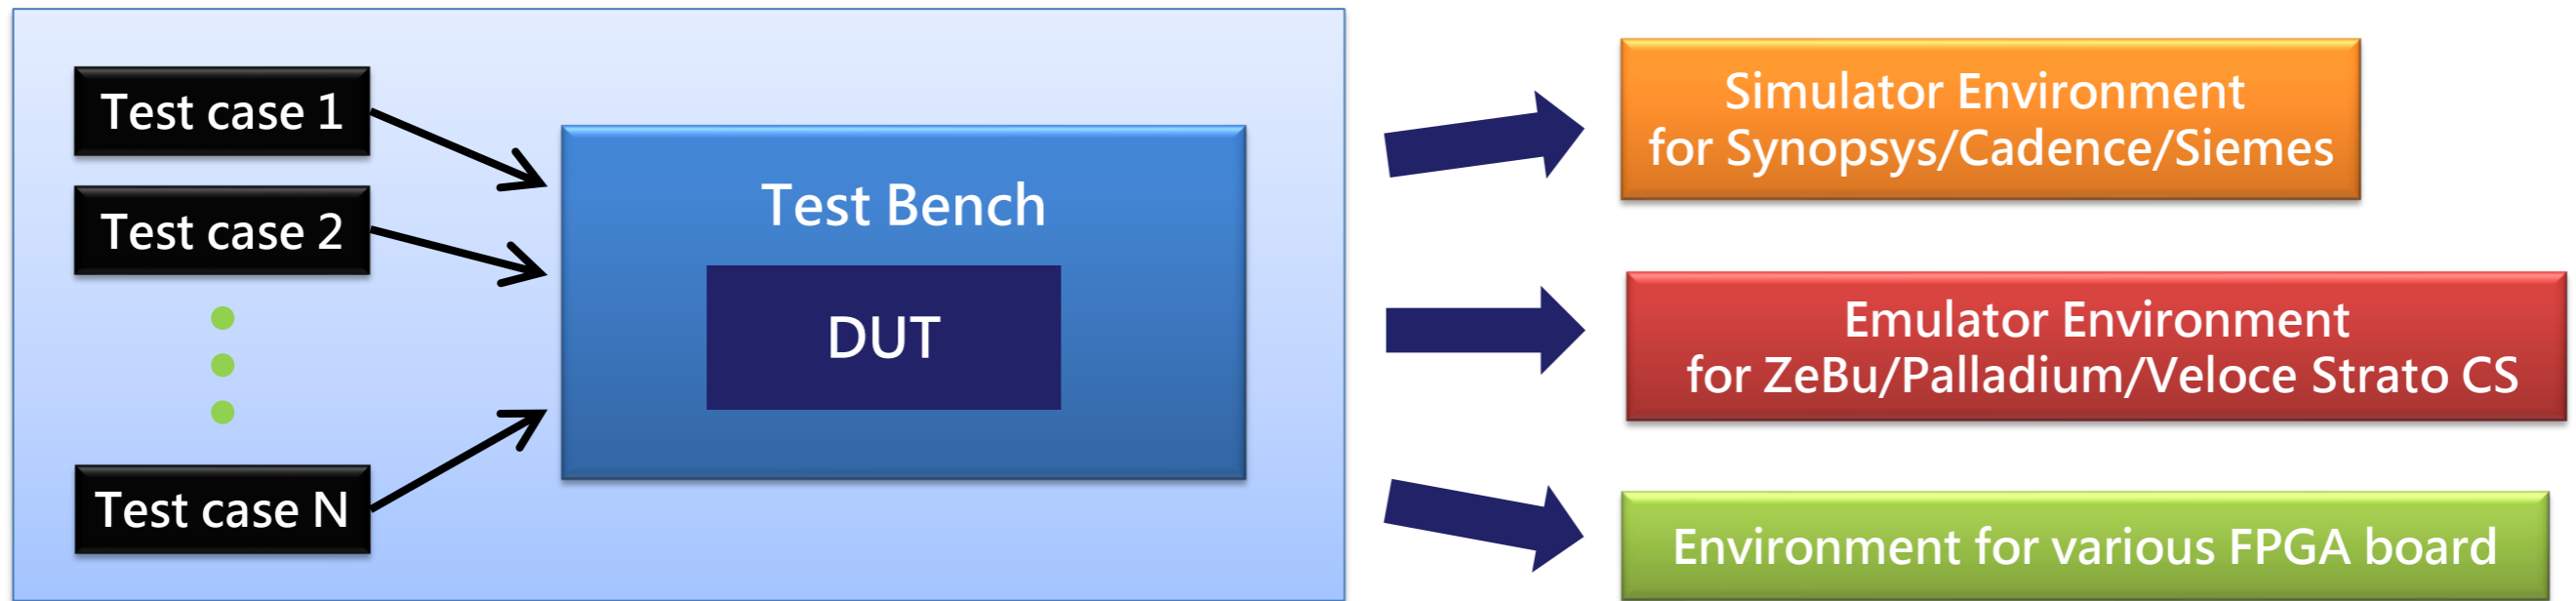 Test case 1
Test case 2
Test case N
Test Bench
DUT
Simulator Environment
for Synopsys/Cadence/Siemes
Emulator Environment
for ZeBu/Palladium/Veloce Strato CS
Environment for various FPGA board